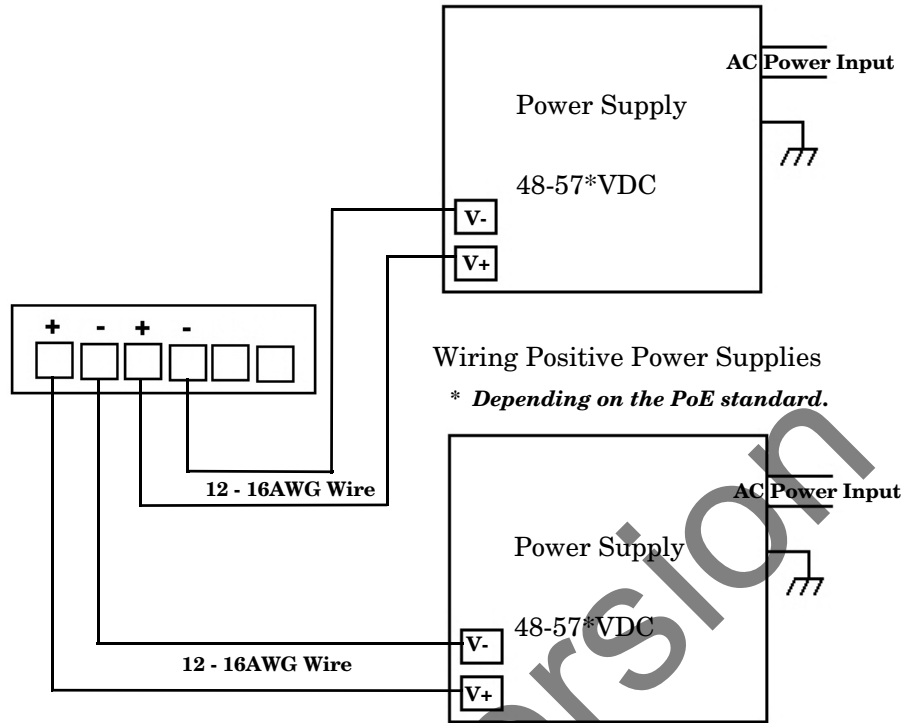 AC Power Input
Power Supply
48-57*VDC
V-
V+
+ - + -
Wiring Positive Power Supplies
* Depending on the PoE standard.
12 - 16AWG Wire
AC Power Input
Power Supply
48-57*VDC
V-
12 - 16AWG Wire
V+
ersion